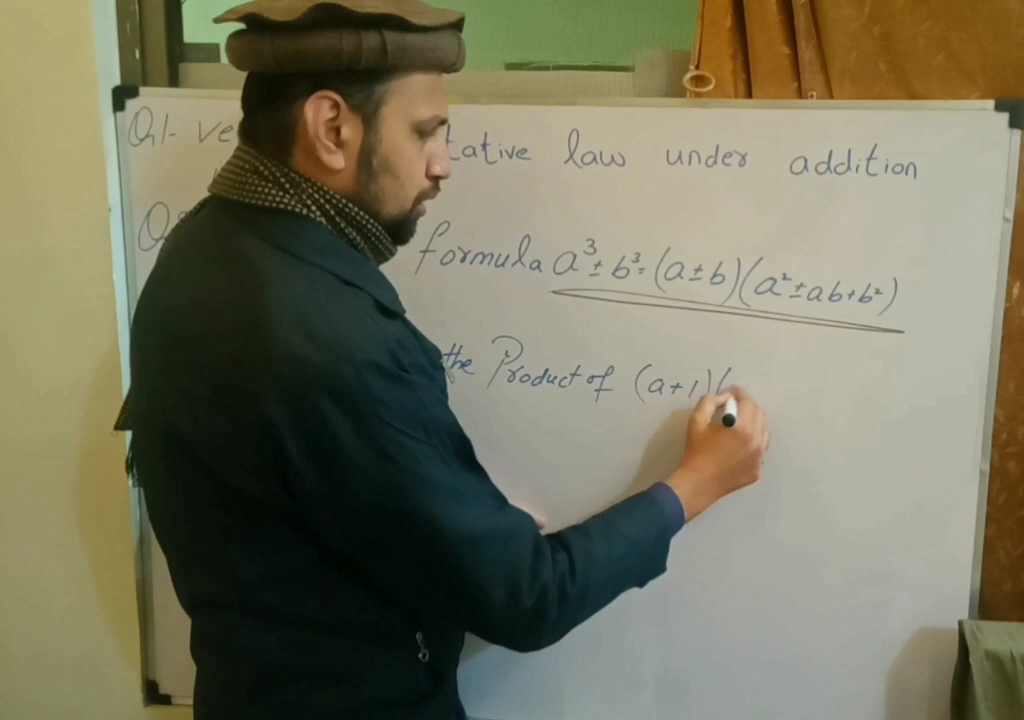 Q1- ve tative law under addition
Q formula a³ ± b³ = (a ± b)(a² ± ab + b²)
the Product of (a+1)(